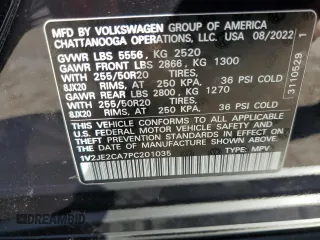 MFD BY VOLKSWAGEN GROUP OF AMERICA
CHATTANOOGA OPERATIONS, LLC. USA 08/2022
GVWR LBS 5556, KG 2520
GAWR FRONT LBS 2866, KG 1300
WITH 255/50R20 TIRES,
8JX20 RIMS, AT 250 KPA. 36 PSI COLD
GAWR REAR LBS 2800, KG 1270
WITH 255/50R20 TIRES,
8JX20 RIMS, AT 250 KPA. 36 PSI COLD
THIS VEHICLE CONFORMS TO ALL APPLICABLE
FEDERAL MOTOR VEHICLE SAFETY, BUMPER AND
THEFT PREVENTION STANDARDS IN EFFECT ON THE
DATE OF MANUFACTURE SHOWN ABOVE.
1V2JE2CA7PC201035 TYPE: MPV
1
3110529